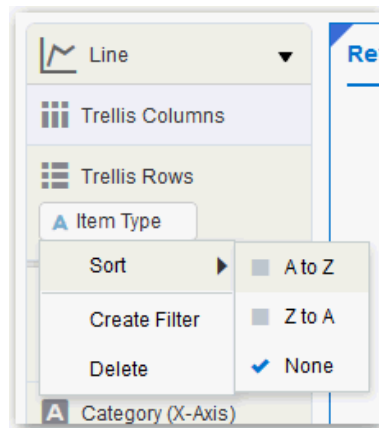 Line
Re
Trellis Columns
Trellis Rows
A Item Type
Sort
A to Z
Create Filter
Z to A
Delete
None
A Category (X-Axis)